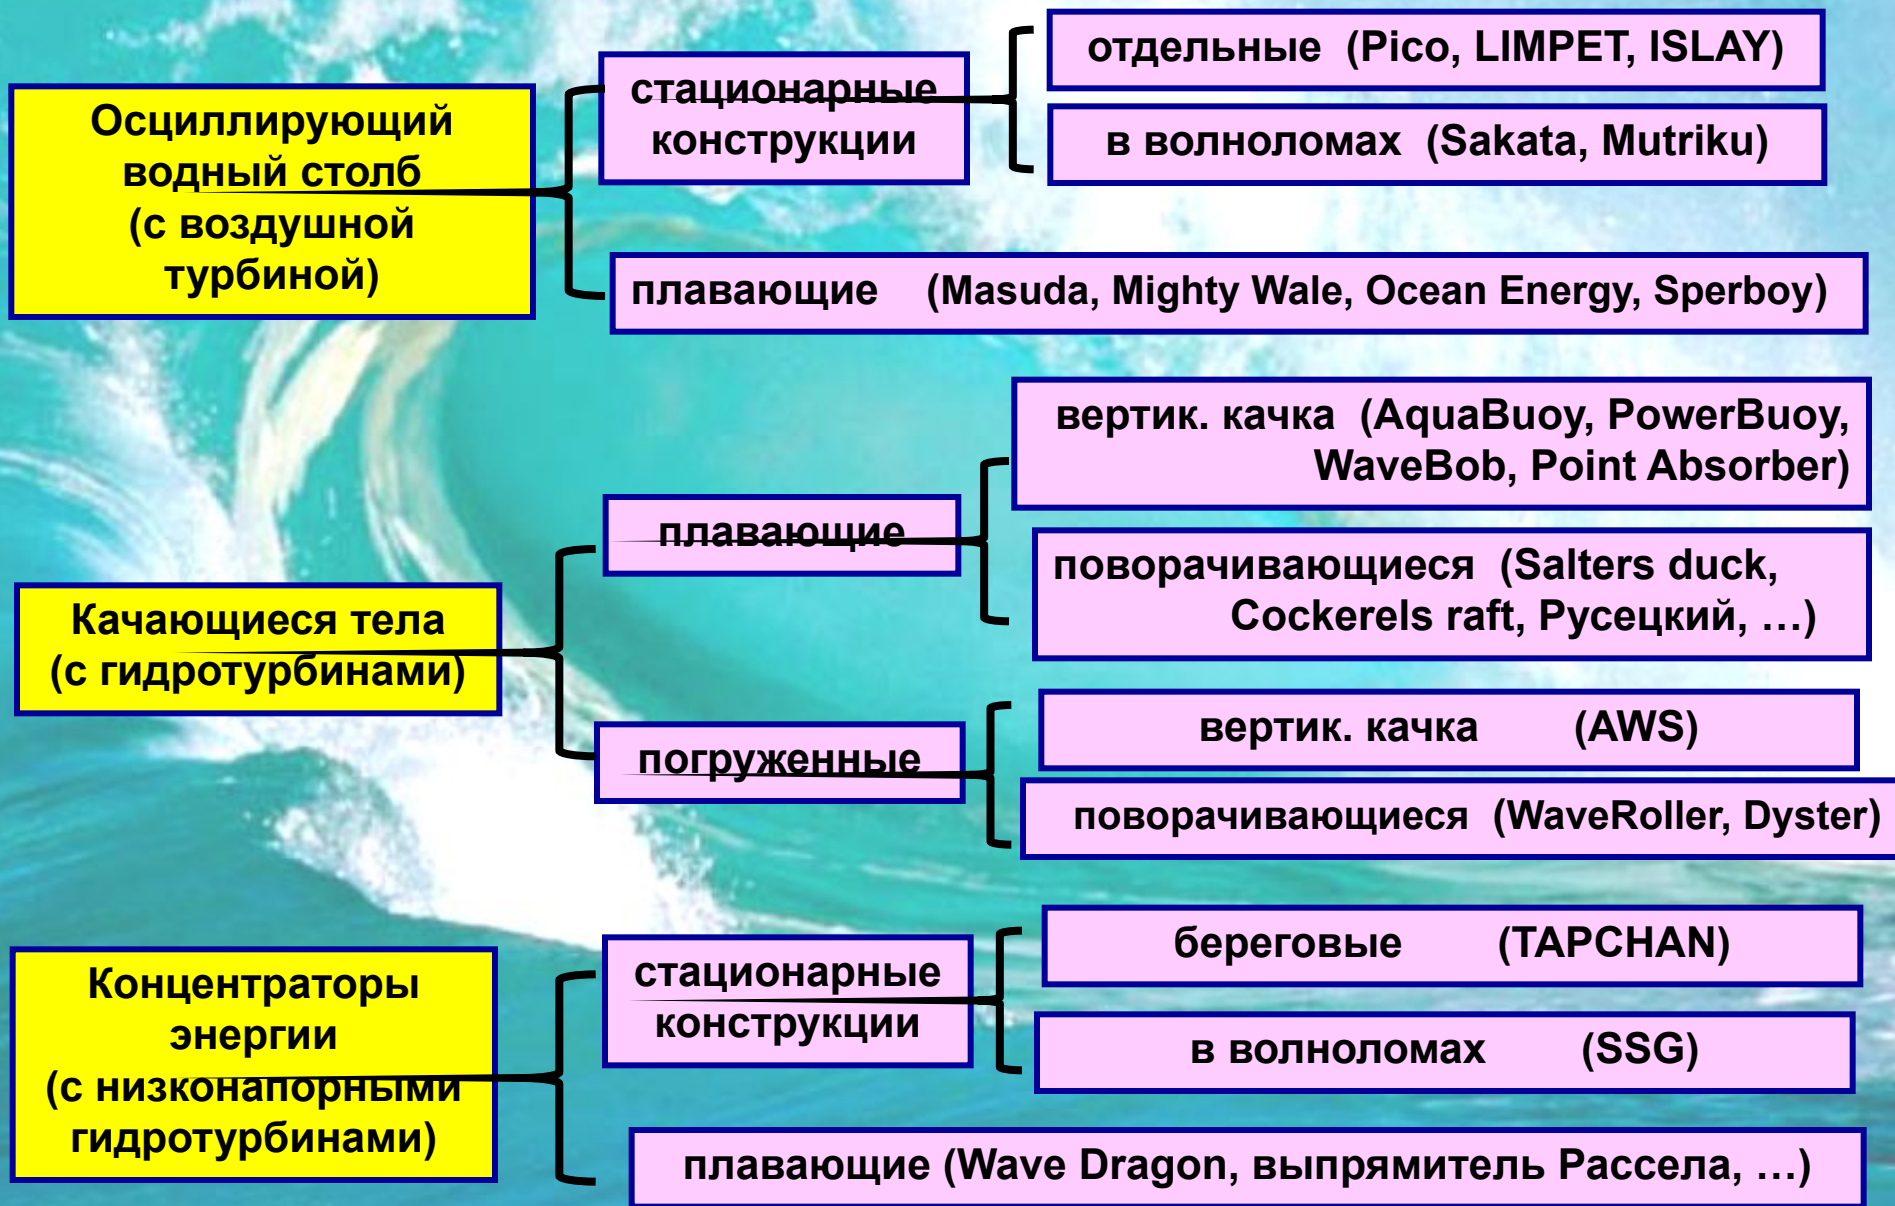 Осциллирующий
водный столб
(с воздушной
турбиной)
стационарные
конструкции
отдельные (Pico, LIMPET, ISLAY)
в волноломах (Sakata, Mutriku)
плавающие (Masuda, Mighty Wale, Ocean Energy, Sperboy)
Качающиеся тела
(с гидротурбинами)
плавающие
вертик. качка (AquaBuoy, PowerBuoy,
WaveBob, Point Absorber)
поворачивающиеся (Salters duck,
Cockerels raft, Русецкий, ...)
погруженные
вертик. качка (AWS)
поворачивающиеся (WaveRoller, Dyster)
Концентраторы
энергии
(с низконапорными
гидротурбинами)
стационарные
конструкции
береговые (TAPCHAN)
в волноломах (SSG)
плавающие (Wave Dragon, выпрямитель Рассела, ...)